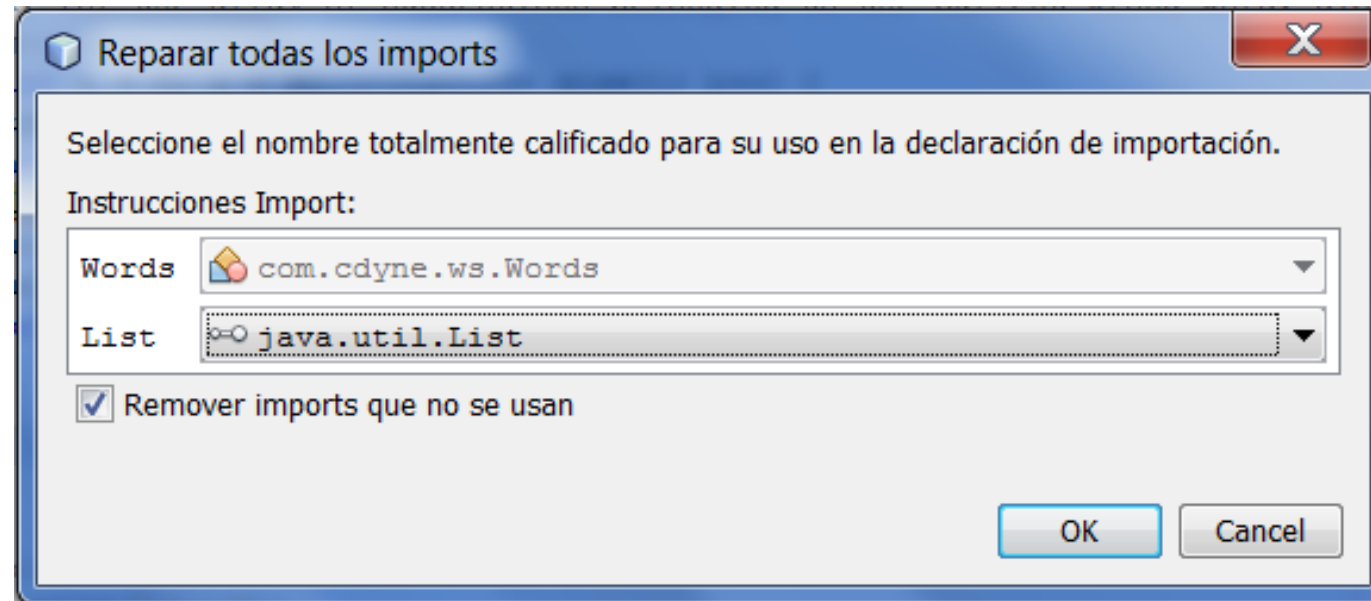 Reparar todas los imports
Seleccione el nombre totalmente calificado para su uso en la declaración de importación.
Instrucciones Import:
Words com.cdyne.ws.Words
List java.util.List
Remover imports que no se usan
OK Cancel